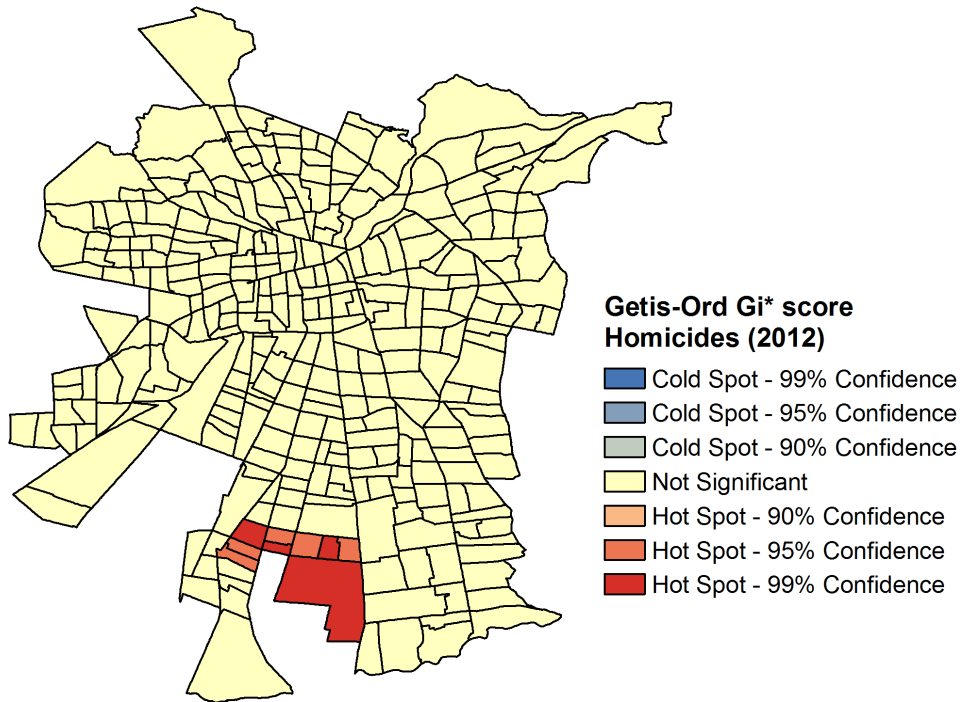 Getis-Ord Gi* score
Homicides (2012)
Cold Spot - 99% Confidence
Cold Spot - 95% Confidence
Cold Spot - 90% Confidence
Not Significant
Hot Spot - 90% Confidence
Hot Spot - 95% Confidence
Hot Spot - 99% Confidence